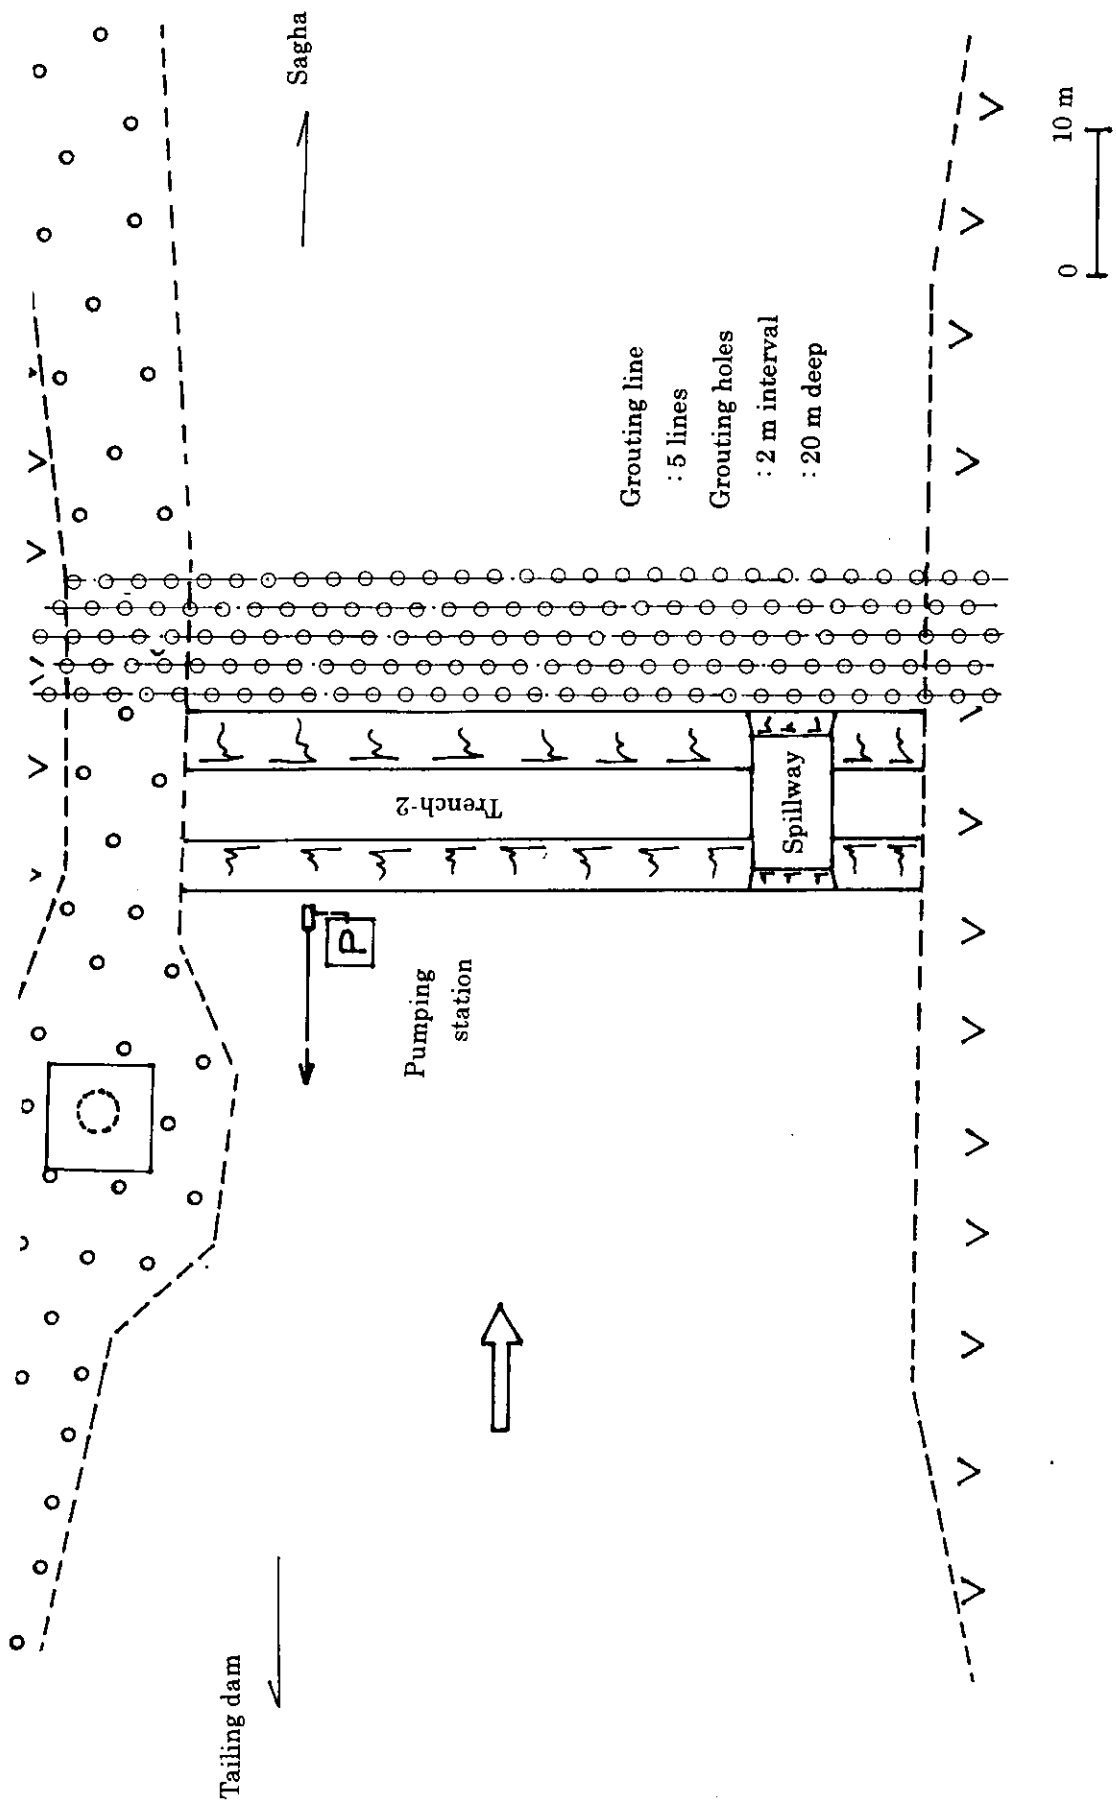 Sagha
Grouting line
: 5 lines
Grouting holes
: 2 m interval
: 20 m deep
0 10 m
Trench-2
Spillway
P
Pumping
station
Tailing dam